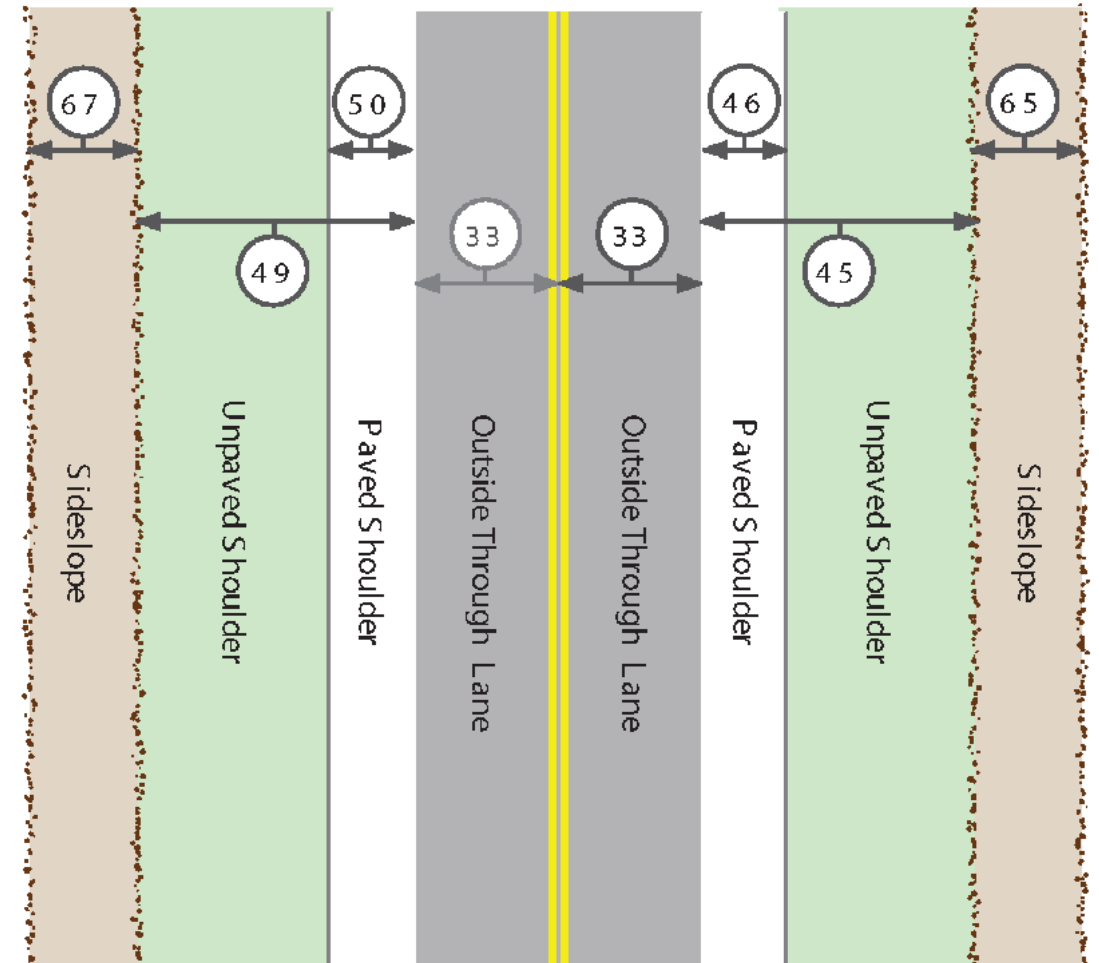 67
50
46
65
33
33
49
45
Sideslope
Unpaved Shoulder
Paved Shoulder
Outside Through Lane
Outside Through Lane
Paved Shoulder
Unpaved Shoulder
Sideslope